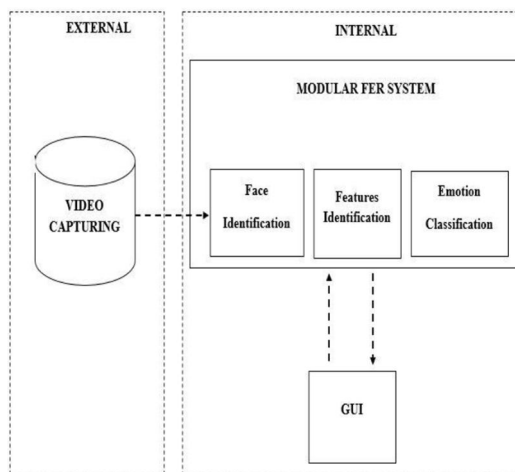 EXTERNAL
VIDEO
CAPTURING
INTERNAL
MODULAR FER SYSTEM
Face
Identification
Features
Identification
Emotion
Classification
GUI